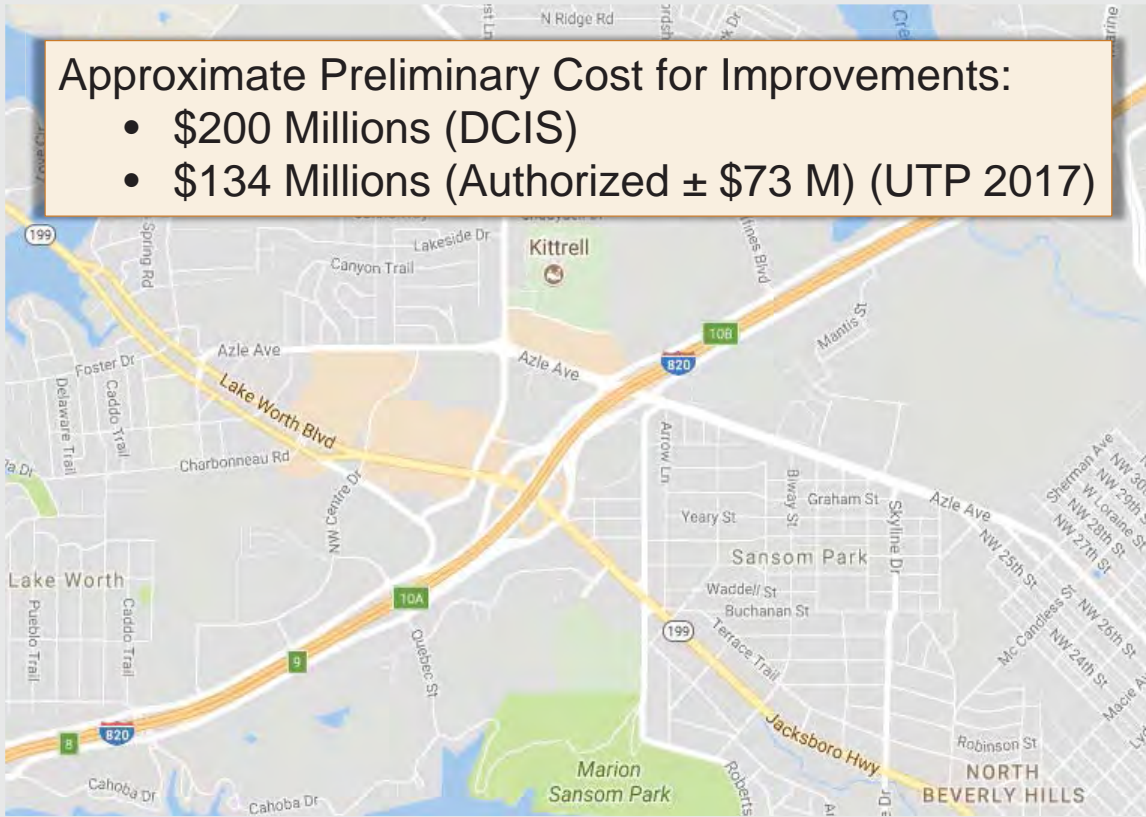 N Ridge Rd
Approximate Preliminary Cost for Improvements:
• $200 Millions (DCIS)
• $134 Millions (Authorized ± $73 M) (UTP 2017)
199
Spring Rd
Lakeside Dr
Canyon Trail
Kittrell
10B
820
Mantis St
Azle Ave
Azle Ave
Foster Dr
Delaware Trail
Caddo Trail
Lake Worth Blvd
Charbonneau Rd
NW Centre Dr
Arrow Ln
Biway St
Graham St
Skyline Dr
Azle Ave
Sherman Ave
NW 29th St
W Loraine St
NW 28th St
NW 27th St
Yeary St
NW 25th St
Sansom Park
Lake Worth
10A
Waddell St
Buchanan St
Mc Candless St
NW 26th St
NW 24th St
Pueblo Trail
Caddo Trail
199
Terrace Trail
9
Quebec St
8
820
Jacksboro Hwy
Robinson St
Marion
Sansom Park
NORTH
BEVERLY HILLS
Cahoba Dr
Cahoba Dr